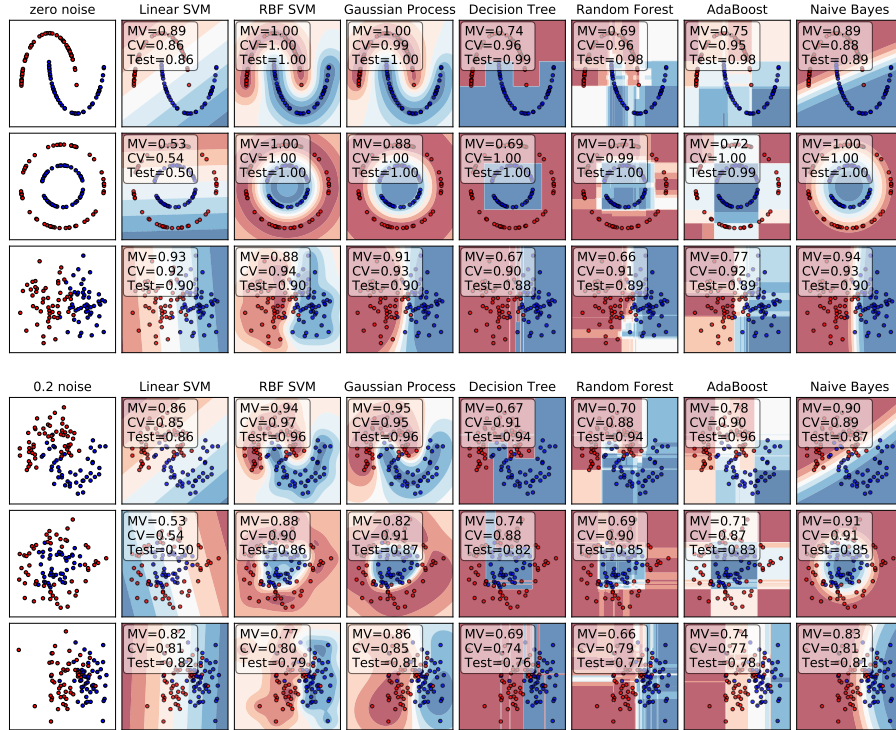 zero noise Linear SVM RBF SVM Gaussian Process Decision Tree Random Forest AdaBoost Naive Bayes
MV=0.89 MV=1.00 MV=1.00 MV=0.74 MV=0.69 MV=0.75 MV=0.89
CV=0.86 CV=1.00 CV=0.99 CV=0.96 CV=0.96 CV=0.95 CV=0.88
Test=0.86 Test=1.00 Test=1.00 Test=0.99 Test=0.98 Test=0.98 Test=0.89
MV=0.53 MV=1.00 MV=0.88 MV=0.69 MV=0.71 MV=0.72 MV=1.00
CV=0.54 CV=1.00 CV=1.00 CV=1.00 CV=0.99 CV=1.00 CV=1.00
Test=0.50 Test=1.00 Test=1.00 Test=1.00 Test=1.00 Test=0.99 Test=1.00
MV=0.93 MV=0.88 MV=0.91 MV=0.67 MV=0.66 MV=0.77 MV=0.94
CV=0.92 CV=0.94 CV=0.93 CV=0.90 CV=0.91 CV=0.92 CV=0.93
Test=0.90 Test=0.90 Test=0.90 Test=0.88 Test=0.89 Test=0.89 Test=0.90
0.2 noise Linear SVM RBF SVM Gaussian Process Decision Tree Random Forest AdaBoost Naive Bayes
MV=0.86 MV=0.94 MV=0.95 MV=0.67 MV=0.70 MV=0.78 MV=0.90
CV=0.85 CV=0.97 CV=0.95 CV=0.91 CV=0.88 CV=0.90 CV=0.89
Test=0.86 Test=0.96 Test=0.96 Test=0.94 Test=0.94 Test=0.96 Test=0.87
MV=0.53 MV=0.88 MV=0.82 MV=0.74 MV=0.69 MV=0.71 MV=0.91
CV=0.54 CV=0.90 CV=0.91 CV=0.88 CV=0.90 CV=0.87 CV=0.91
Test=0.50 Test=0.86 Test=0.87 Test=0.82 Test=0.85 Test=0.83 Test=0.85
MV=0.82 MV=0.77 MV=0.86 MV=0.69 MV=0.66 MV=0.74 MV=0.83
CV=0.81 CV=0.80 CV=0.85 CV=0.74 CV=0.79 CV=0.77 CV=0.81
Test=0.82 Test=0.79 Test=0.81 Test=0.76 Test=0.77 Test=0.78 Test=0.81